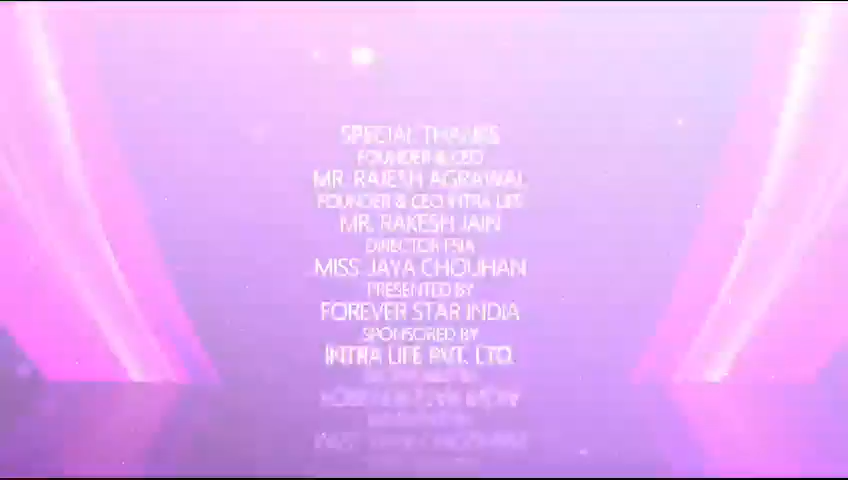 SPECIAL THANKS
FOUNDER & CEO
MR. RAJESH AGRAWAL
FOUNDER & CEO INTRA LIFE
MR. RAKESH JAIN
DIRECTOR FSIA
MISS JAYA CHOUHAN
PRESENTED BY
FOREVER STAR INDIA
SPONSORED BY
INTRA LIFE PVT. LTD.